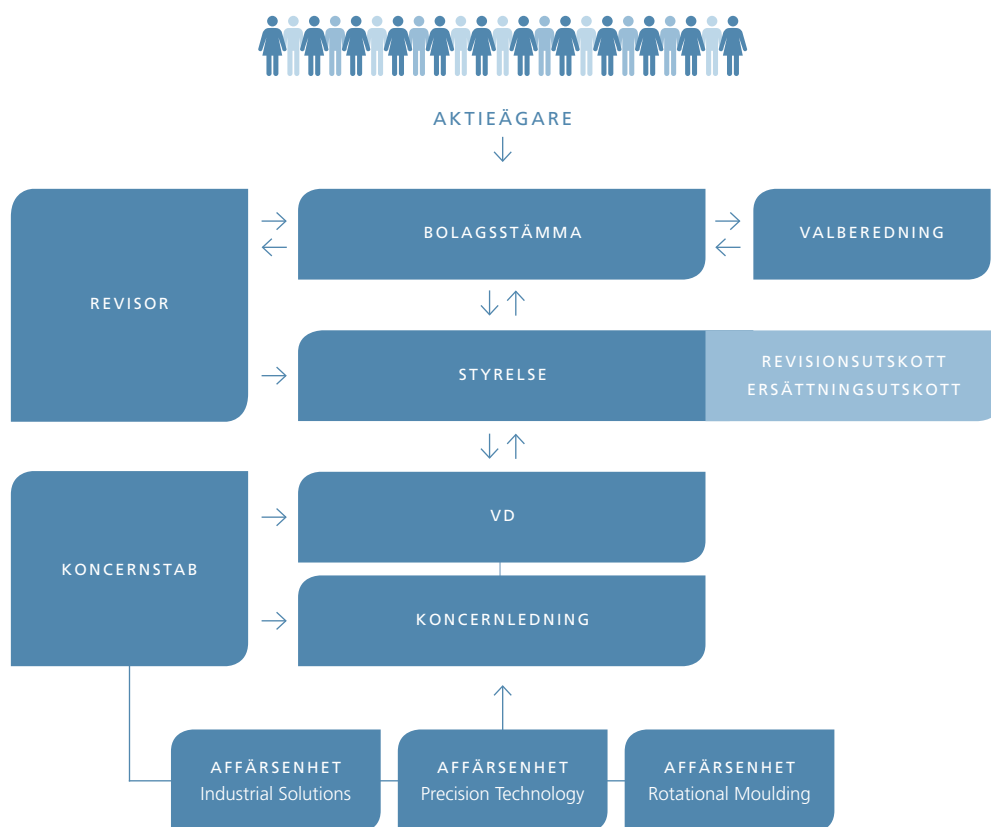 AKTIEÄGARE
REVISOR
BOLAGSSTÄMMA
VALBEREDNING
STYRELSE
REVISIONSUTSKOTT
ERSÄTTNINGSUTSKOTT
KONCERNSTAB
VD
KONCERNLEDNING
AFFÄRSENHET
Industrial Solutions
AFFÄRSENHET
Precision Technology
AFFÄRSENHET
Rotational Moulding